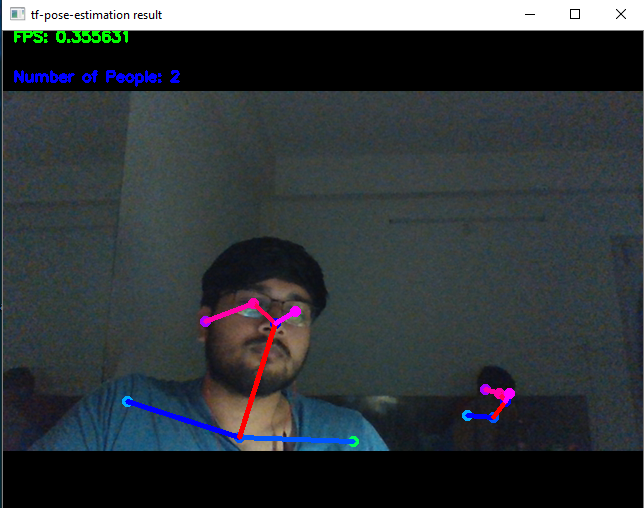 tf-pose-estimation result
FPS: 0.355631
Number of People: 2